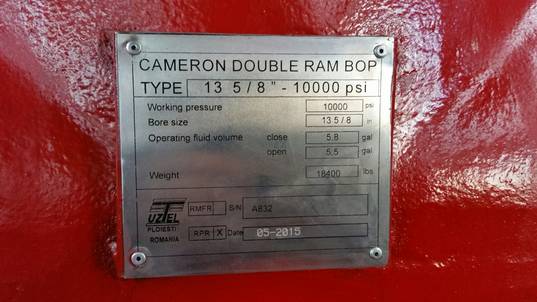 CAMERON DOUBLE RAM BOP
TYPE 13 5/8" - 10000 psi
Working pressure 10000 psi
Bore size 13 5/8 in
Operating fluid volume close 5.8 gal
open 5.5 gal.
Weight 18400 lbs
UZTEL
PLOIESTI
ROMANIA
RMFR S/N A832
RPR X Date 05-2015